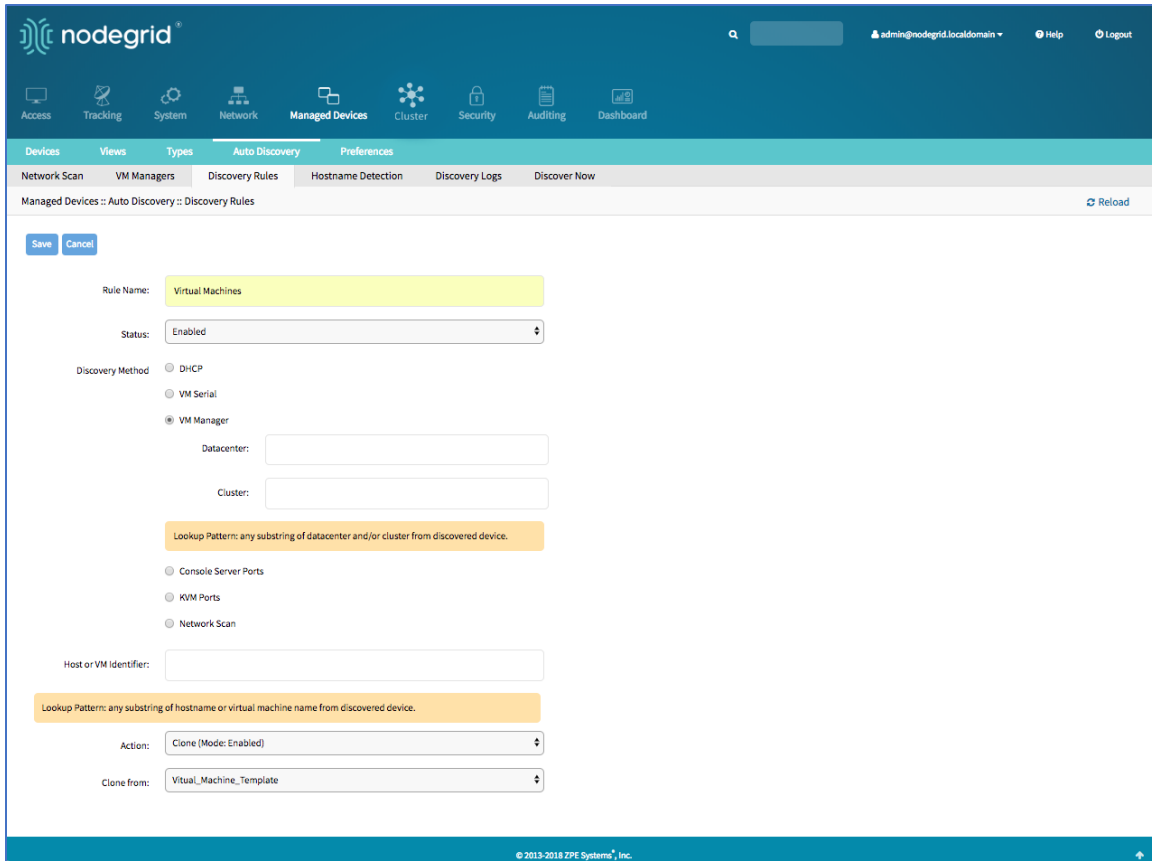 nodegrid®
admin@nodegrid.localdomain Help Logout
Access Tracking System Network Managed Devices Cluster Security Auditing Dashboard
Devices Views Types Auto Discovery Preferences
Network Scan VM Managers Discovery Rules Hostname Detection Discovery Logs Discover Now
Managed Devices :: Auto Discovery :: Discovery Rules Reload
Save Cancel
Rule Name: Virtual Machines
Status: Enabled
Discovery Method DHCP
VM Serial
VM Manager
Datacenter:
Cluster:
Lookup Pattern: any substring of datacenter and/or cluster from discovered device.
Console Server Ports
KVM Ports
Network Scan
Host or VM Identifier:
Lookup Pattern: any substring of hostname or virtual machine name from discovered device.
Action: Clone (Mode: Enabled)
Clone from: Vitual_Machine_Template
© 2013-2018 ZPE Systems®, Inc.